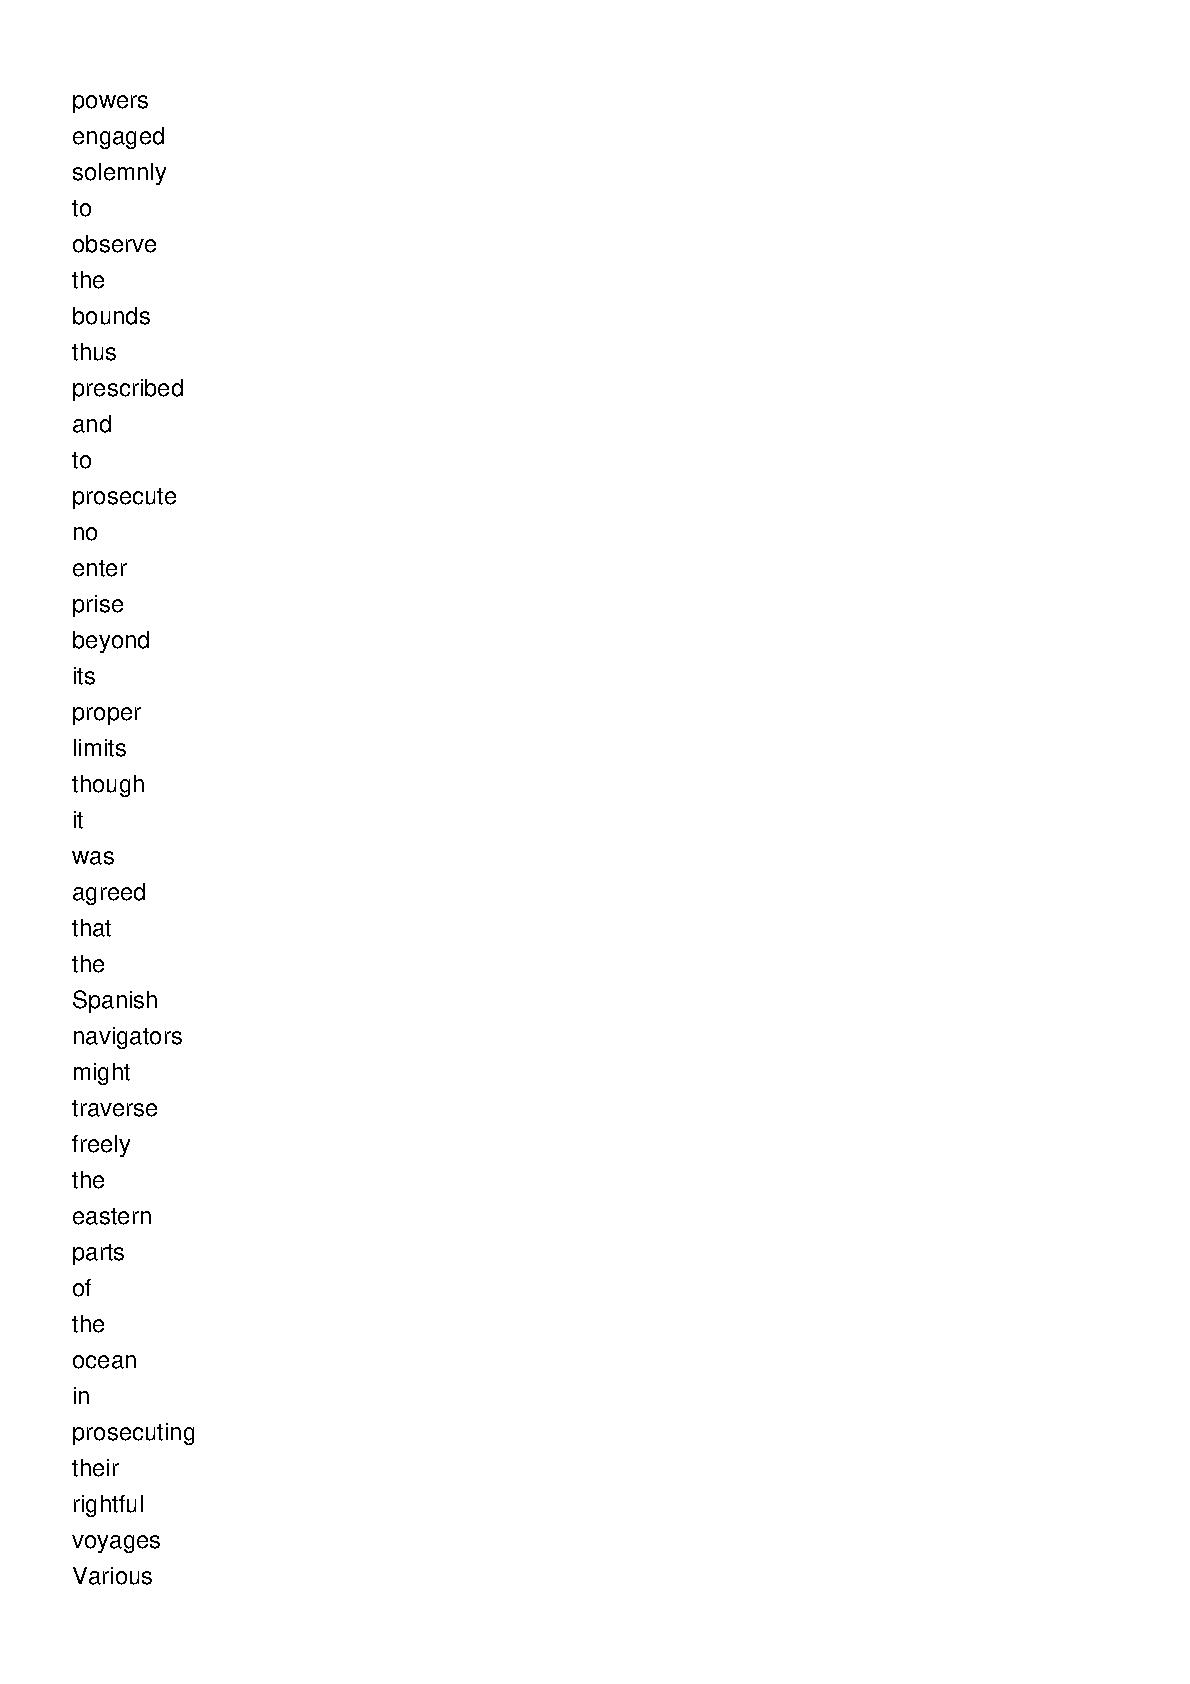 powers
engaged
solemnly
to
observe
the
bounds
thus
prescribed
and
to
prosecute
no
enter
prise
beyond
its
proper
limits
though
it
was
agreed
that
the
Spanish
navigators
might
traverse
freely
the
eastern
parts
of
the
ocean
in
prosecuting
their
rightful
voyages
Various